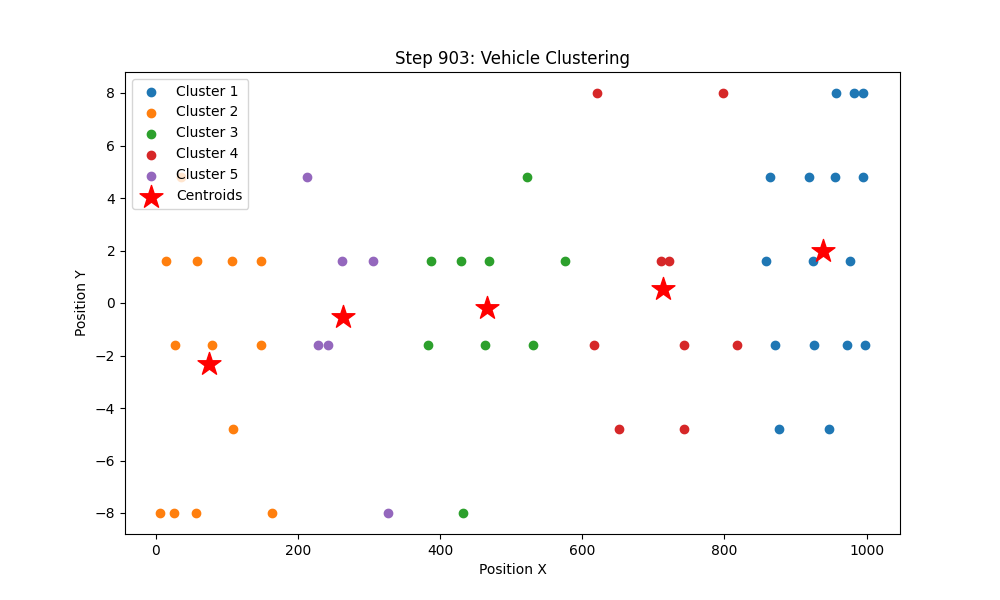 Step 903: Vehicle Clustering
Cluster 1
Cluster 2
Cluster 3
Cluster 4
Cluster 5
Centroids
8
6
4
2
0
−2
−4
−6
−8
Position Y
0 200 400 600 800 1000
Position X